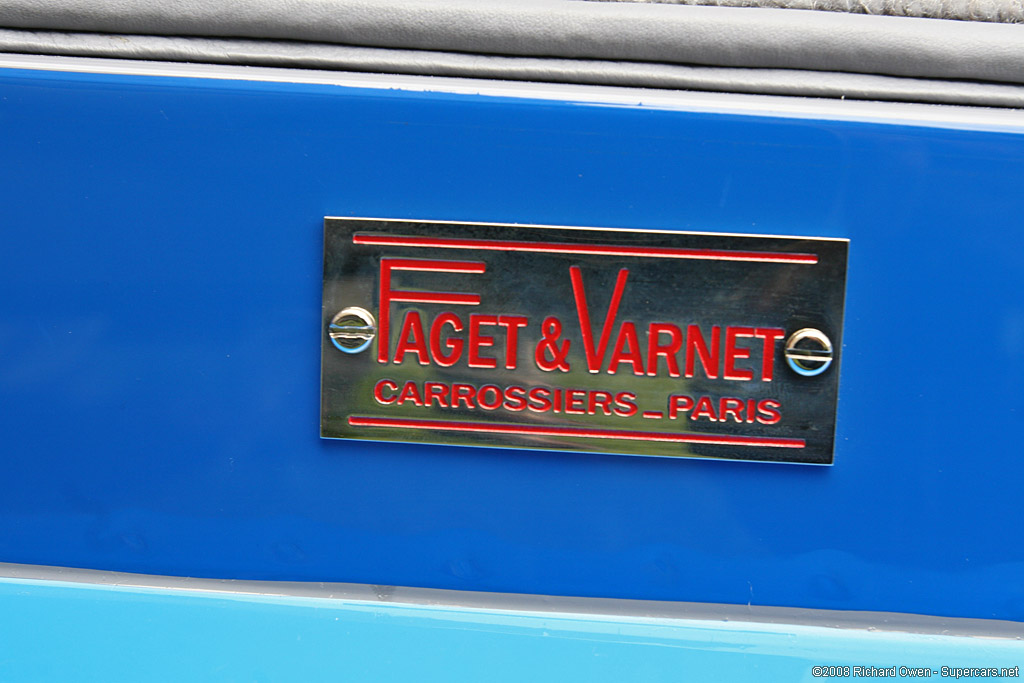 FAGET & VARNET
CARROSSIERS_PARIS
©2008 Richard Owen - Supercars.net